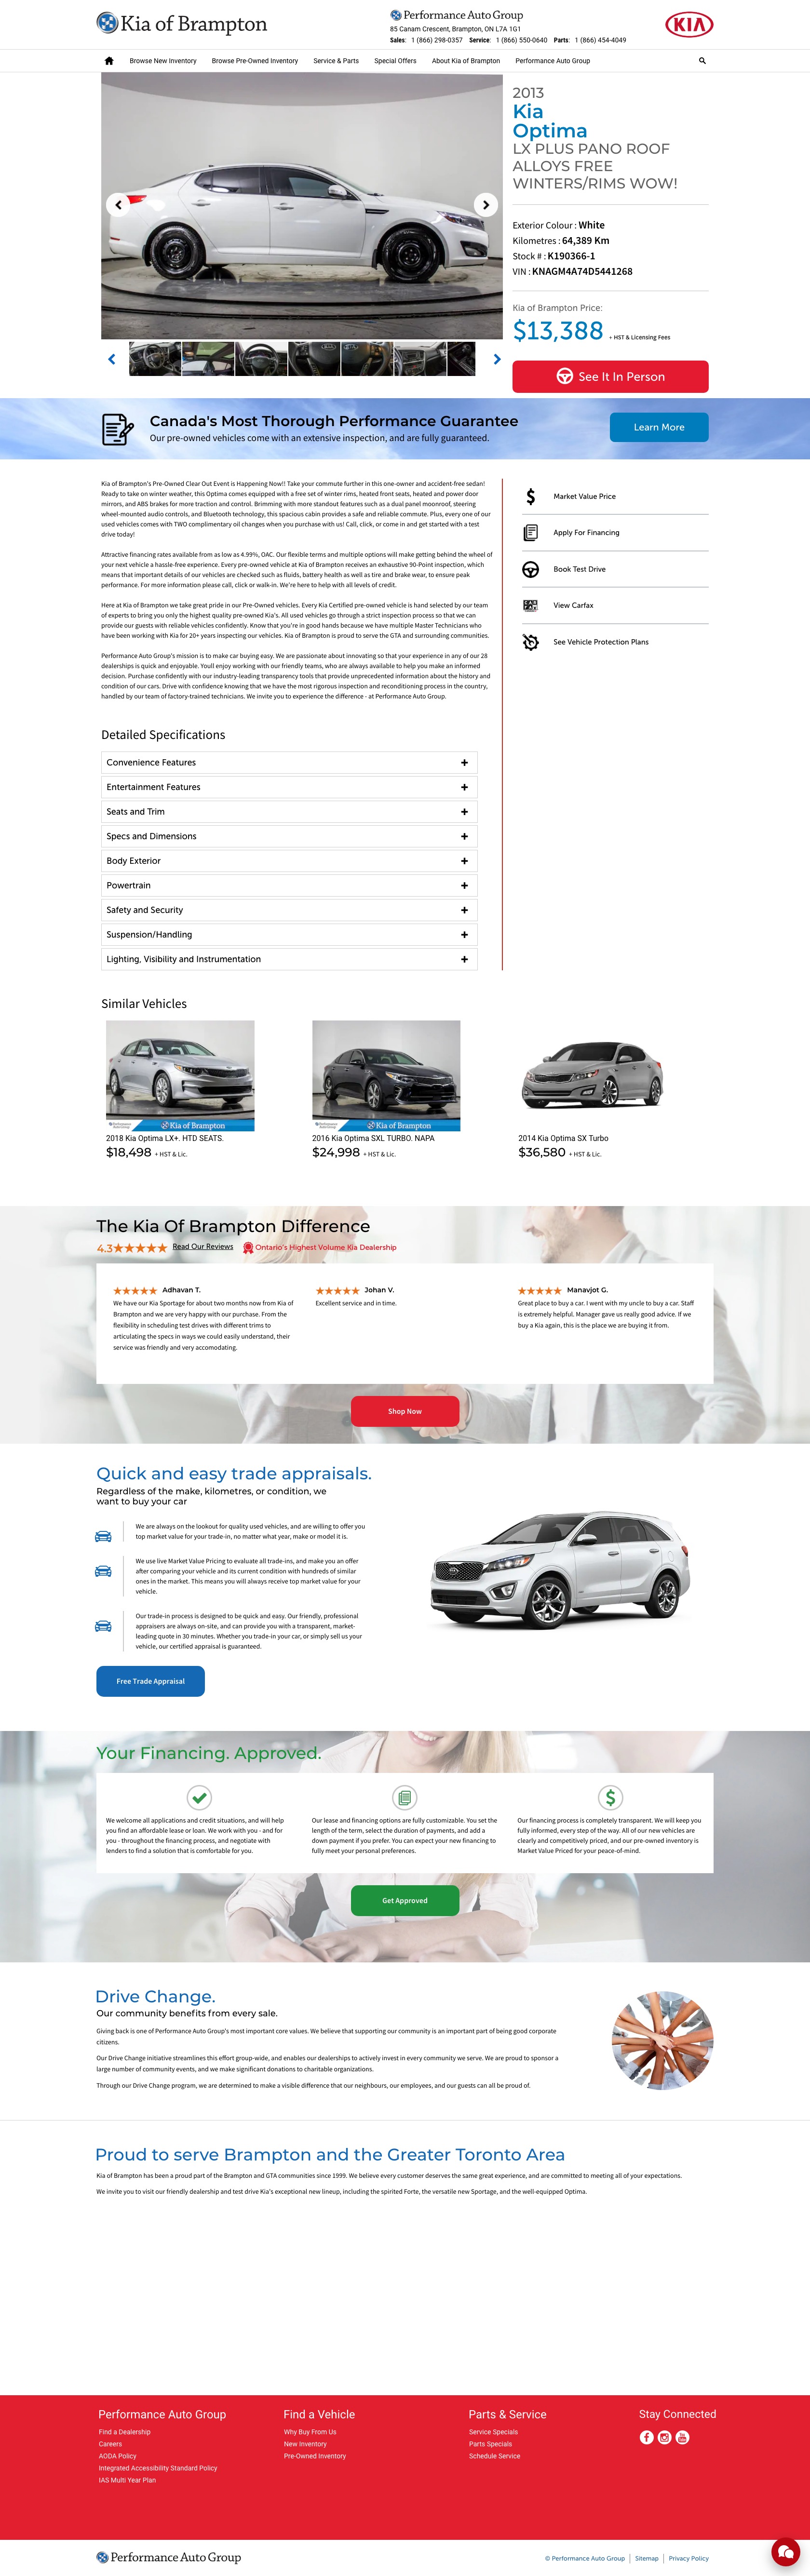 Kia of Brampton
Performance Auto Group
85 Canam Crescent, Brampton, ON L7A 1G1
Sales: 1 (866) 298-0357 Service: 1 (866) 550-0640 Parts: 1 (866) 454-4049
KIA
Browse New Inventory Browse Pre-Owned Inventory Service & Parts Special Offers About Kia of Brampton Performance Auto Group
2013
Kia
Optima
LX PLUS PANO ROOF
ALLOYS FREE
WINTERS/RIMS WOW!
Exterior Colour : White
Kilometres : 64,389 Km
Stock # : K190366-1
VIN : KNAGM4A74D5441268
Kia of Brampton Price:
$13,388 + HST & Licensing Fees
See It In Person
Canada's Most Thorough Performance Guarantee
Our pre-owned vehicles come with an extensive inspection, and are fully guaranteed.
Learn More
Kia of Brampton's Pre-Owned Clear Out Event is Happening Now!! Take your commute further in this one-owner and accident-free sedan!
Ready to take on winter weather, this Optima comes equipped with a free set of winter rims, heated front seats, heated and power door
mirrors, and ABS brakes for more traction and control. Brimming with more standout features such as a dual panel moonroof, steering
wheel-mounted audio controls, and Bluetooth technology, this spacious cabin provides a safe and reliable commute. Plus, every one of our
used vehicles comes with TWO complimentary oil changes when you purchase with us! Call, click, or come in and get started with a test
drive today!
Attractive financing rates available from as low as 4.99%, OAC. Our flexible terms and multiple options will make getting behind the wheel of
your next vehicle a hassle-free experience. Every pre-owned vehicle at Kia of Brampton receives an exhaustive 90-Point inspection, which
means that important details of our vehicles are checked such as fluids, battery health as well as tire and brake wear, to ensure peak
performance. For more information please call, click or walk-in. We're here to help with all levels of credit.
Here at Kia of Brampton we take great pride in our Pre-Owned vehicles. Every Kia Certified pre-owned vehicle is hand selected by our team
of experts to bring you only the highest quality pre-owned Kia's. All used vehicles go through a strict inspection process so that we can
provide our guests with reliable vehicles confidently. Know that you're in good hands because we have multiple Master Technicians who
have been working with Kia for 20+ years inspecting our vehicles. Kia of Brampton is proud to serve the GTA and surrounding communities.
Performance Auto Group's mission is to make car buying easy. We are passionate about innovating so that your experience in any of our 28
dealerships is quick and enjoyable. Youll enjoy working with our friendly teams, who are always available to help you make an informed
decision. Purchase confidently with our industry-leading transparency tools that provide unprecedented information about the history and
condition of our cars. Drive with confidence knowing that we have the most rigorous inspection and reconditioning process in the country,
handled by our team of factory-trained technicians. We invite you to experience the difference - at Performance Auto Group.
Market Value Price
Apply For Financing
Book Test Drive
View Carfax
See Vehicle Protection Plans
Detailed Specifications
Convenience Features
Entertainment Features
Seats and Trim
Specs and Dimensions
Body Exterior
Powertrain
Safety and Security
Suspension/Handling
Lighting, Visibility and Instrumentation
Similar Vehicles
Kia of Brampton
Kia of Brampton
2018 Kia Optima LX+. HTD SEATS.
$18,498 + HST & Lic.
2016 Kia Optima SXL TURBO. NAPA
$24,998 + HST & Lic.
2014 Kia Optima SX Turbo
$36,580 + HST & Lic.
The Kia Of Brampton Difference
4.3 Read Our Reviews Ontario's Highest Volume Kia Dealership
Adhavan T.
We have our Kia Sportage for about two months now from Kia of
Brampton and we are very happy with our purchase. From the
flexibility in scheduling test drives with different trims to
articulating the specs in ways we could easily understand, their
service was friendly and very accomodating.
Johan V.
Excellent service and in time.
Manavjot G.
Great place to buy a car. I went with my uncle to buy a car. Staff
is extremely helpful. Manager gave us really good advice. If we
buy a Kia again, this is the place we are buying it from.
Shop Now
Quick and easy trade appraisals.
Regardless of the make, kilometres, or condition, we
want to buy your car
We are always on the lookout for quality used vehicles, and are willing to offer you
top market value for your trade-in, no matter what year, make or model it is.
We use live Market Value Pricing to evaluate all trade-ins, and make you an offer
after comparing your vehicle and its current condition with hundreds of similar
ones in the market. This means you will always receive top market value for your
vehicle.
Our trade-in process is designed to be quick and easy. Our friendly, professional
appraisers are always on-site, and can provide you with a transparent, market-
leading quote in 30 minutes. Whether you trade-in your car, or simply sell us your
vehicle, our certified appraisal is guaranteed.
Free Trade Appraisal
Your Financing. Approved.
We welcome all applications and credit situations, and will help
you find an affordable lease or loan. We work with you - and for
you - throughout the financing process, and negotiate with
lenders to find a solution that is comfortable for you.
Our lease and financing options are fully customizable. You set the
length of the term, select the duration of payments, and add a
down payment if you prefer. You can expect your new financing to
fully meet your personal preferences.
Our financing process is completely transparent. We will keep you
fully informed, every step of the way. All of our new vehicles are
clearly and competitively priced, and our pre-owned inventory is
Market Value Priced for your peace-of-mind.
Get Approved
Drive Change.
Our community benefits from every sale.
Giving back is one of Performance Auto Group's most important core values. We believe that supporting our community is an important part of being good corporate
citizens.
Our Drive Change initiative streamlines this effort group-wide, and enables our dealerships to actively invest in every community we serve. We are proud to sponsor a
large number of community events, and we make significant donations to charitable organizations.
Through our Drive Change program, we are determined to make a visible difference that our neighbours, our employees, and our guests can all be proud of.
Proud to serve Brampton and the Greater Toronto Area
Kia of Brampton has been a proud part of the Brampton and GTA communities since 1999. We believe every customer deserves the same great experience, and are committed to meeting all of your expectations.
We invite you to visit our friendly dealership and test drive Kia's exceptional new lineup, including the spirited Forte, the versatile new Sportage, and the well-equipped Optima.
Performance Auto Group
Find a Dealership
Careers
AODA Policy
Integrated Accessibility Standard Policy
IAS Multi Year Plan
Find a Vehicle
Why Buy From Us
New Inventory
Pre-Owned Inventory
Parts & Service
Service Specials
Parts Specials
Schedule Service
Stay Connected
Performance Auto Group
© Performance Auto Group Sitemap Privacy Policy